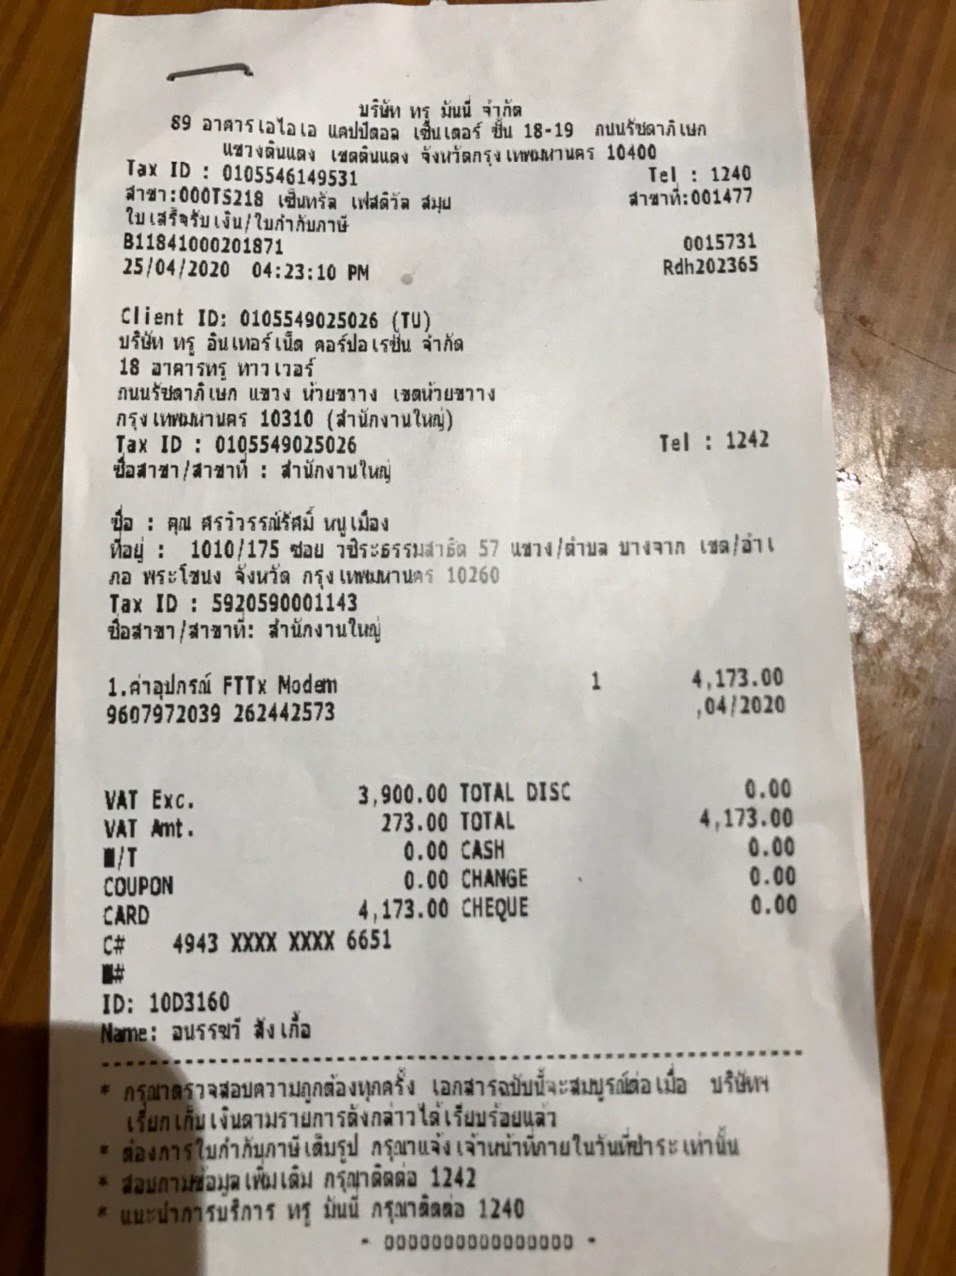 บริษัท ทรู มันนี่ จำกัด
89 อาคารเอไอเอ แคปปิตอล เซ็นเตอร์ ชั้น 18-19 ถนนรัชดาภิเษก
แขวงดินแดง เขตดินแดง จังหวัดกรุงเทพมหานคร 10400
Tax ID : 0105546149531 Tel : 1240
สาขา:000TS218 เซ็นทรัล เฟสติวัล สมุย สาขาที่:001477
ใบเสร็จรับเงิน/ใบกำกับภาษี
B11841000201871 0015731
25/04/2020 04:23:10 PM Rdh202365
Client ID: 0105549025026 (TU)
บริษัท ทรู อินเทอร์เน็ต คอร์ปอเรชั่น จำกัด
18 อาคารทรู ทาวเวอร์
ถนนรัชดาภิเษก แขวง ห้วยขวาง เขตห้วยขวาง
กรุงเทพมหานคร 10310 (สำนักงานใหญ่)
Tax ID : 0105549025026 Tel : 1242
ชื่อสาขา/สาขาที่ : สำนักงานใหญ่
ชื่อ : คุณ ศรวิวรรณ์รัศมิ์ หนูเมือง
ที่อยู่ : 1010/175 ซอย วชิระธรรมสาธิต 57 แขวง/ตำบล บางจาก เขต/อำเ
ภอ พระโขนง จังหวัด กรุงเทพมหานคร 10260
Tax ID : 5920590001143
ชื่อสาขา/สาขาที่: สำนักงานใหญ่
1.ค่าอุปกรณ์ FTTx Modem 1 4,173.00
9607972039 262442573 ,04/2020
VAT Exc. 3,900.00 TOTAL DISC 0.00
VAT Amt. 273.00 TOTAL 4,173.00
W/T 0.00 CASH 0.00
COUPON 0.00 CHANGE 0.00
CARD 4,173.00 CHEQUE 0.00
C# 4943 XXXX XXXX 6651
ID: 10D3160
Name: อนรรฆวี สังเกื้อ
* กรุณาตรวจสอบความถูกต้องทุกครั้ง เอกสารฉบับนี้จะสมบูรณ์ต่อเมื่อ บริษัทฯ
เรียกเก็บเงินตามรายการดังกล่าวได้เรียบร้อยแล้ว
* ต้องการใบกำกับภาษีเต็มรูป กรุณาแจ้งเจ้าหน้าที่ภายในวันที่ชำระเท่านั้น
* สอบถามข้อมูลเพิ่มเติม กรุณาติดต่อ 1242
* แนะนำการบริการ ทรู มันนี่ กรุณาติดต่อ 1240
- 0000000000000000 -